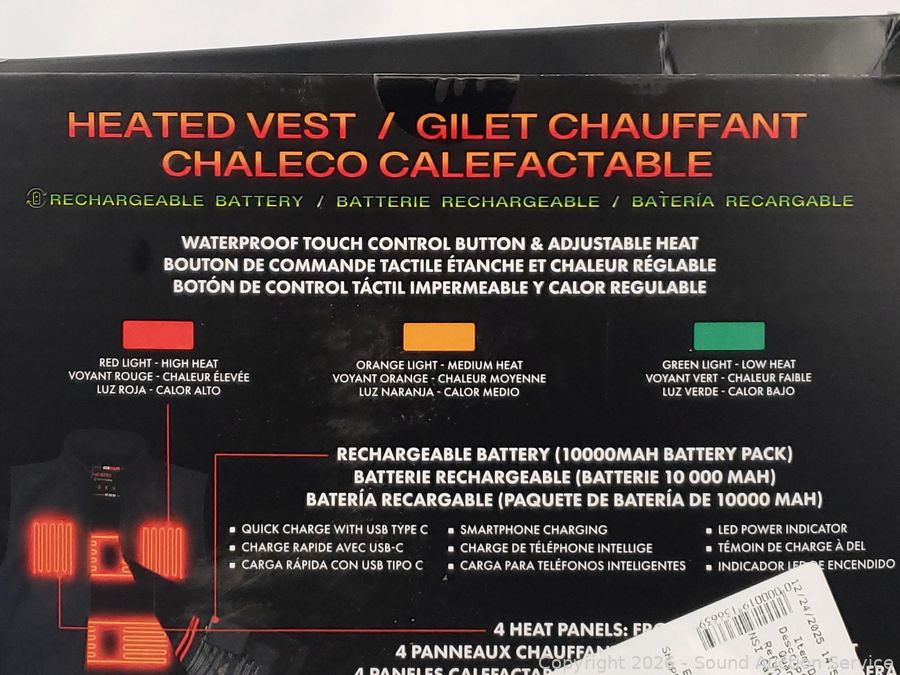 HEATED VEST / GILET CHAUFFANT
CHALECO CALEFACTABLE
RECHARGEABLE BATTERY / BATTERIE RECHARGEABLE / BATERÍA RECARGABLE
WATERPROOF TOUCH CONTROL BUTTON & ADJUSTABLE HEAT
BOUTON DE COMMANDE TACTILE ÉTANCHE ET CHALEUR RÉGLABLE
BOTÓN DE CONTROL TÁCTIL IMPERMEABLE Y CALOR REGULABLE
RED LIGHT - HIGH HEAT
VOYANT ROUGE - CHALEUR ÉLEVÉE
LUZ ROJA - CALOR ALTO
ORANGE LIGHT - MEDIUM HEAT
VOYANT ORANGE - CHALEUR MOYENNE
LUZ NARANJA - CALOR MEDIO
GREEN LIGHT - LOW HEAT
VOYANT VERT - CHALEUR FAIBLE
LUZ VERDE - CALOR BAJO
RECHARGEABLE BATTERY (10000MAH BATTERY PACK)
BATTERIE RECHARGEABLE (BATTERIE 10 000 MAH)
BATERÍA RECARGABLE (PAQUETE DE BATERÍA DE 10000 MAH)
▪ QUICK CHARGE WITH USB TYPE C
▪ CHARGE RAPIDE AVEC USB-C
▪ CARGA RÁPIDA CON USB TIPO C
▪ SMARTPHONE CHARGING
▪ CHARGE DE TÉLÉPHONE INTELLIGE
▪ CARGA PARA TELÉFONOS INTELIGENTES
▪ LED POWER INDICATOR
▪ TÉMOIN DE CHARGE À DEL
▪ INDICADOR LED DE ENCENDIDO
4 HEAT PANELS:
4 PANNEAUX
4 PANELES
12/24/2025
Copyright 2026 - Sound Auction Service